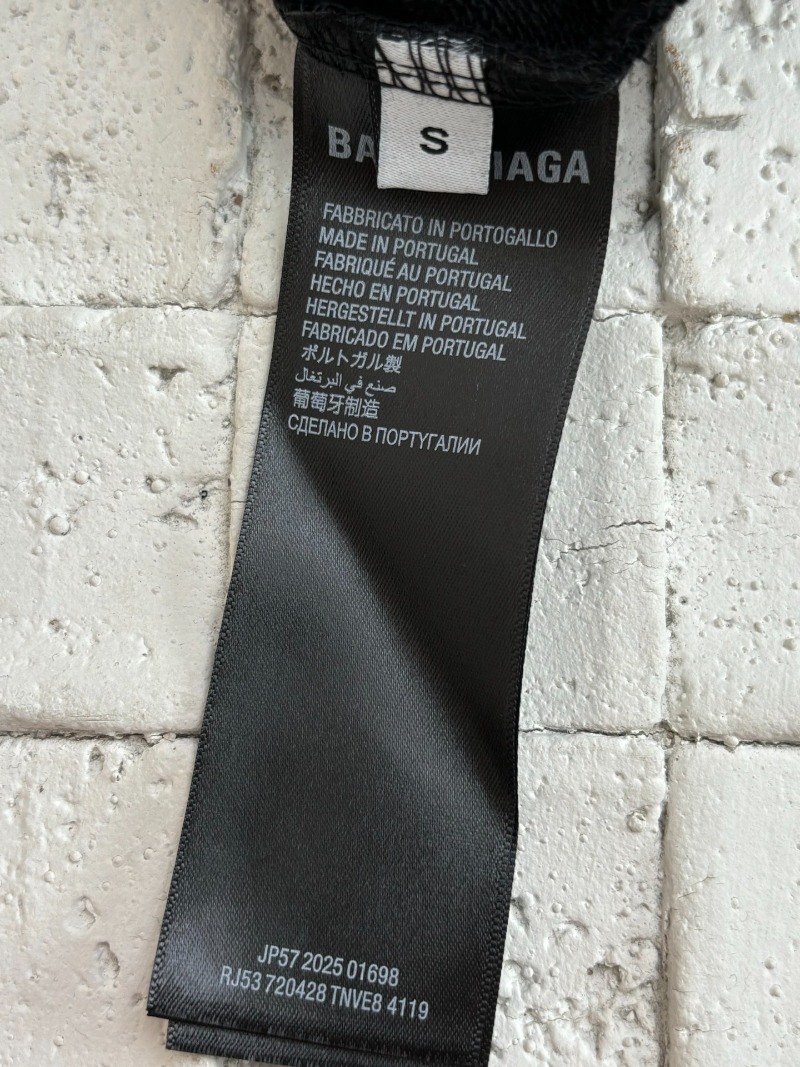 S
FABBRICATO IN PORTOGALLO
MADE IN PORTUGAL
FABRIQUÉ AU PORTUGAL
HECHO EN PORTUGAL
HERGESTELLT IN PORTUGAL
FABRICADO EM PORTUGAL
ポルトガル製
صنع في البرتغال
葡萄牙制造
СДЕЛАНО В ПОРТУГАЛИИ
JP57 2025 01698
RJ53 720428 TNVE8 4119